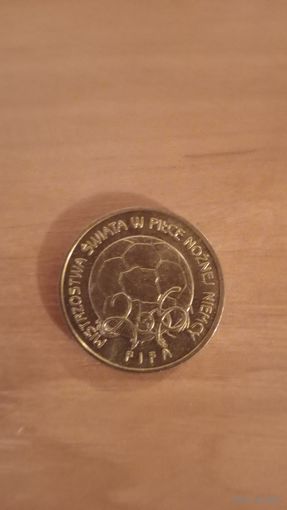 MISTRZOSTWA ŚWIATA W PIŁCE NOŻNEJ NIEMCY
2006
FIFA